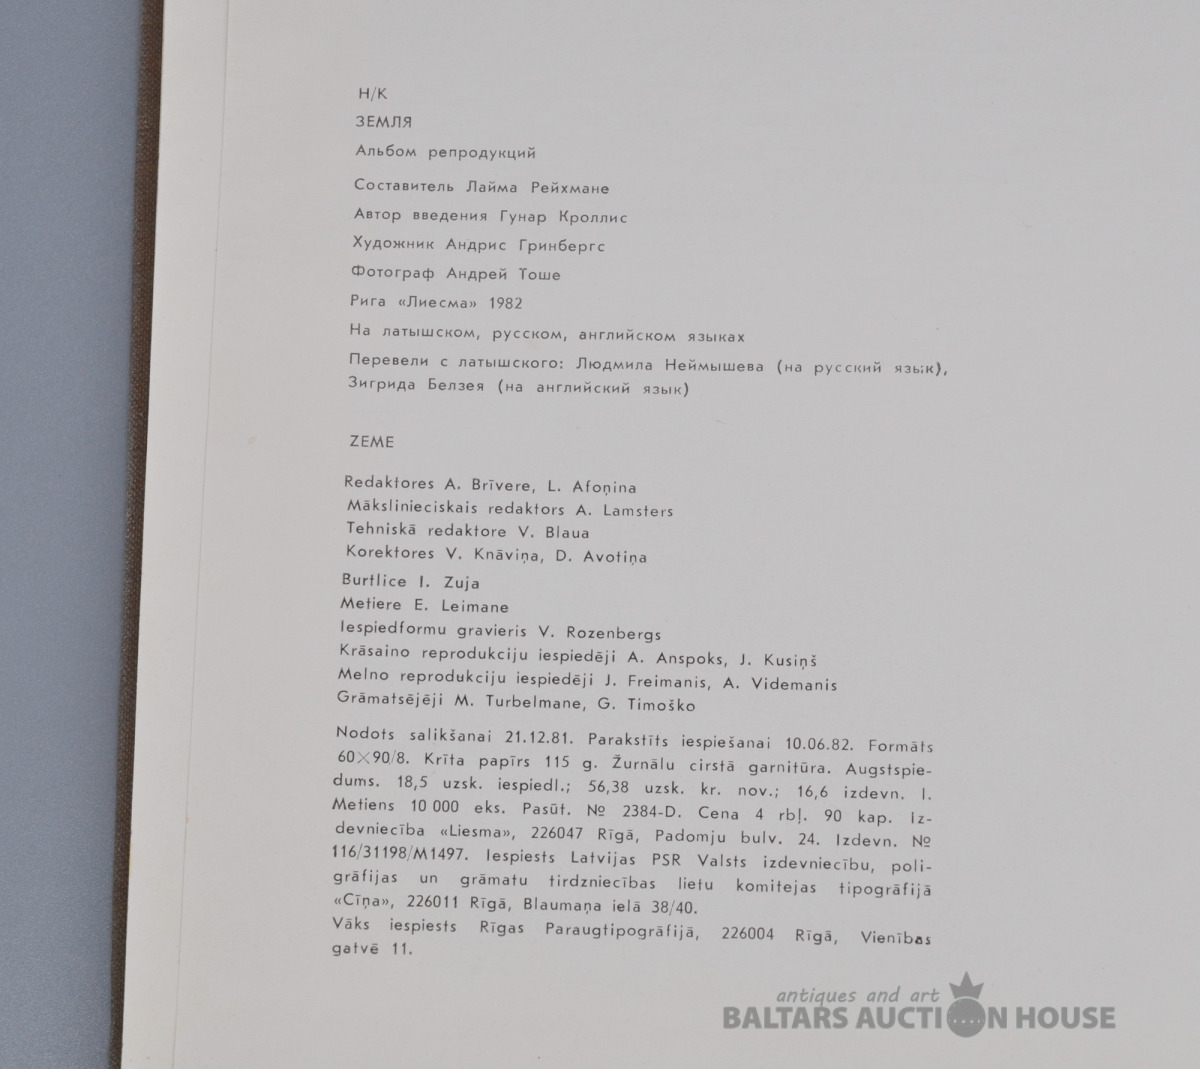 Н/К
ЗЕМЛЯ
Альбом репродукций
Составитель Лайма Рейхмане
Автор введения Гунар Кроллис
Художник Андрис Гринбергс
Фотограф Андрей Тоше
Рига «Лиесма» 1982
На латышском, русском, английском языках
Перевели с латышского: Людмила Неймышева (на русский язык),
Зигрида Белзея (на английский язык)
ZEME
Redaktores A. Brīvere, L. Afoņina
Mākslinieciskais redaktors A. Lamsters
Tehniskā redaktore V. Blaua
Korektores V. Knāviņa, D. Avotiņa
Burtlice I. Zuja
Metiere E. Leimane
Iespiedformu gravieris V. Rozenbergs
Krāsaino reprodukciju iespiedēji A. Anspoks, J. Kusiņš
Melno reprodukciju iespiedēji J. Freimanis, A. Videmanis
Grāmatsējēji M. Turbelmane, G. Timoško
Nodots salikšanai 21.12.81. Parakstīts iespiešanai 10.06.82. Formāts
60×90/8. Krīta papīrs 115 g. Žurnālu cirstā garnitūra. Augstspie-
dums. 18,5 uzsk. iespiedl.; 56,38 uzsk. kr. nov.; 16,6 izdevn. l.
Metiens 10 000 eks. Pasūt. № 2384-D. Cena 4 rbļ. 90 kap. Iz-
devniecība «Liesma», 226047 Rīgā, Padomju bulv. 24. Izdevn. №
116/31198/M1497. Iespiests Latvijas PSR Valsts izdevniecību, poli-
grāfijas un grāmatu tirdzniecības lietu komitejas tipogrāfijā
«Cīņa», 226011 Rīgā, Blaumaņa ielā 38/40.
Vāks iespiests Rīgas Paraugtipogrāfijā, 226004 Rīgā, Vienības
gatvē 11.
antiques and art
BALTARS AUCTION HOUSE